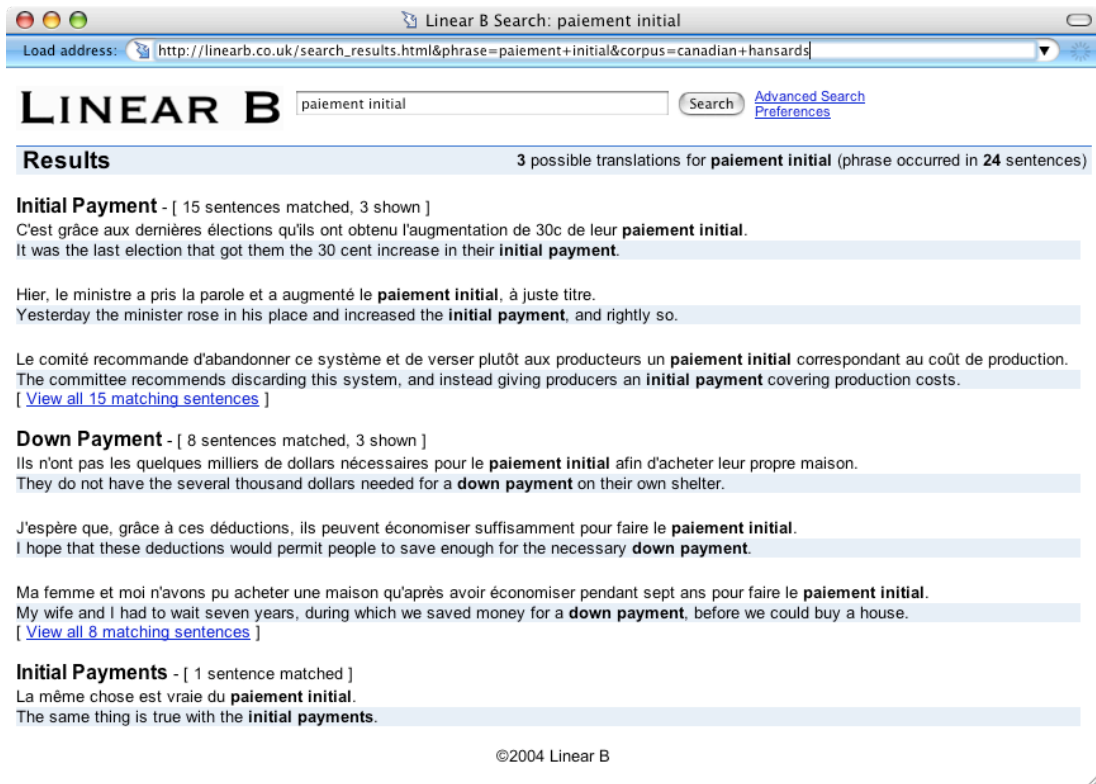 Linear B Search: paiement initial
Load address: http://linearb.co.uk/search_results.html&phrase=paiement+initial&corpus=canadian+hansards
LINEAR B paiement initial Search Advanced Search
Preferences
Results 3 possible translations for paiement initial (phrase occurred in 24 sentences)
Initial Payment - [ 15 sentences matched, 3 shown ]
C'est grâce aux dernières élections qu'ils ont obtenu l'augmentation de 30c de leur paiement initial.
It was the last election that got them the 30 cent increase in their initial payment.
Hier, le ministre a pris la parole et a augmenté le paiement initial, à juste titre.
Yesterday the minister rose in his place and increased the initial payment, and rightly so.
Le comité recommande d'abandonner ce système et de verser plutôt aux producteurs un paiement initial correspondant au coût de production.
The committee recommends discarding this system, and instead giving producers an initial payment covering production costs.
[ View all 15 matching sentences ]
Down Payment - [ 8 sentences matched, 3 shown ]
Ils n'ont pas les quelques milliers de dollars nécessaires pour le paiement initial afin d'acheter leur propre maison.
They do not have the several thousand dollars needed for a down payment on their own shelter.
J'espère que, grâce à ces déductions, ils peuvent économiser suffisamment pour faire le paiement initial.
I hope that these deductions would permit people to save enough for the necessary down payment.
Ma femme et moi n'avons pu acheter une maison qu'après avoir économiser pendant sept ans pour faire le paiement initial.
My wife and I had to wait seven years, during which we saved money for a down payment, before we could buy a house.
[ View all 8 matching sentences ]
Initial Payments - [ 1 sentence matched ]
La même chose est vraie du paiement initial.
The same thing is true with the initial payments.
©2004 Linear B